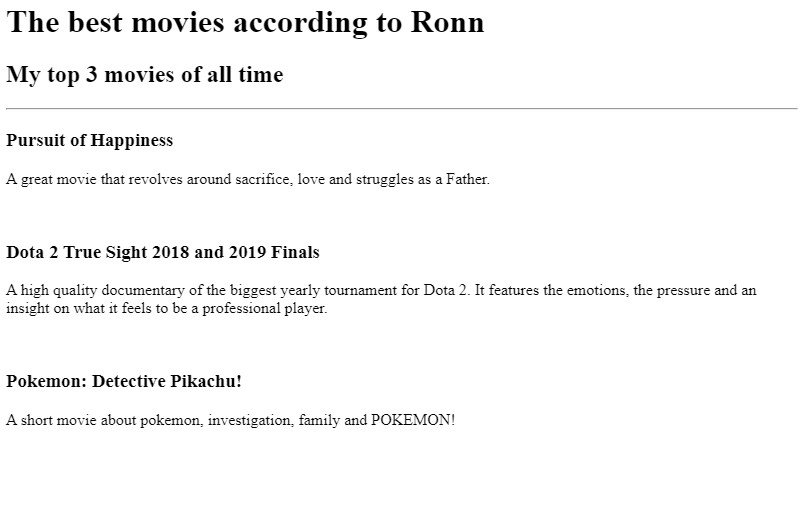 The best movies according to Ronn
My top 3 movies of all time
Pursuit of Happiness
A great movie that revolves around sacrifice, love and struggles as a Father.
Dota 2 True Sight 2018 and 2019 Finals
A high quality documentary of the biggest yearly tournament for Dota 2. It features the emotions, the pressure and an
insight on what it feels to be a professional player.
Pokemon: Detective Pikachu!
A short movie about pokemon, investigation, family and POKEMON!